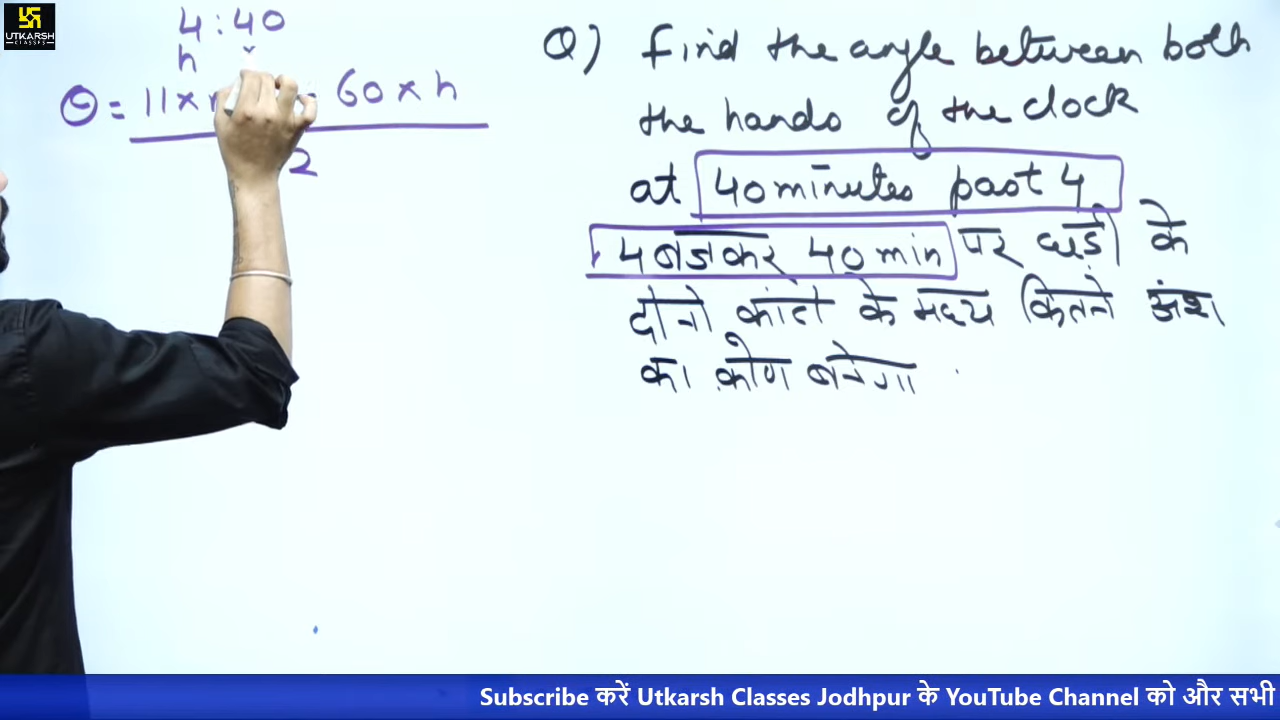 UTKARSH
CLASSES
4:40
h
θ = 11 × - 60 × h
2
Q) Find the angle between both
the hands of the clock
at 40 minutes past 4
4 बजकर 40 min पर घड़ी के
दोनो कांटो के मध्य कितने अंश
का कोण बनेगा
Subscribe करें Utkarsh Classes Jodhpur के YouTube Channel को और सभी